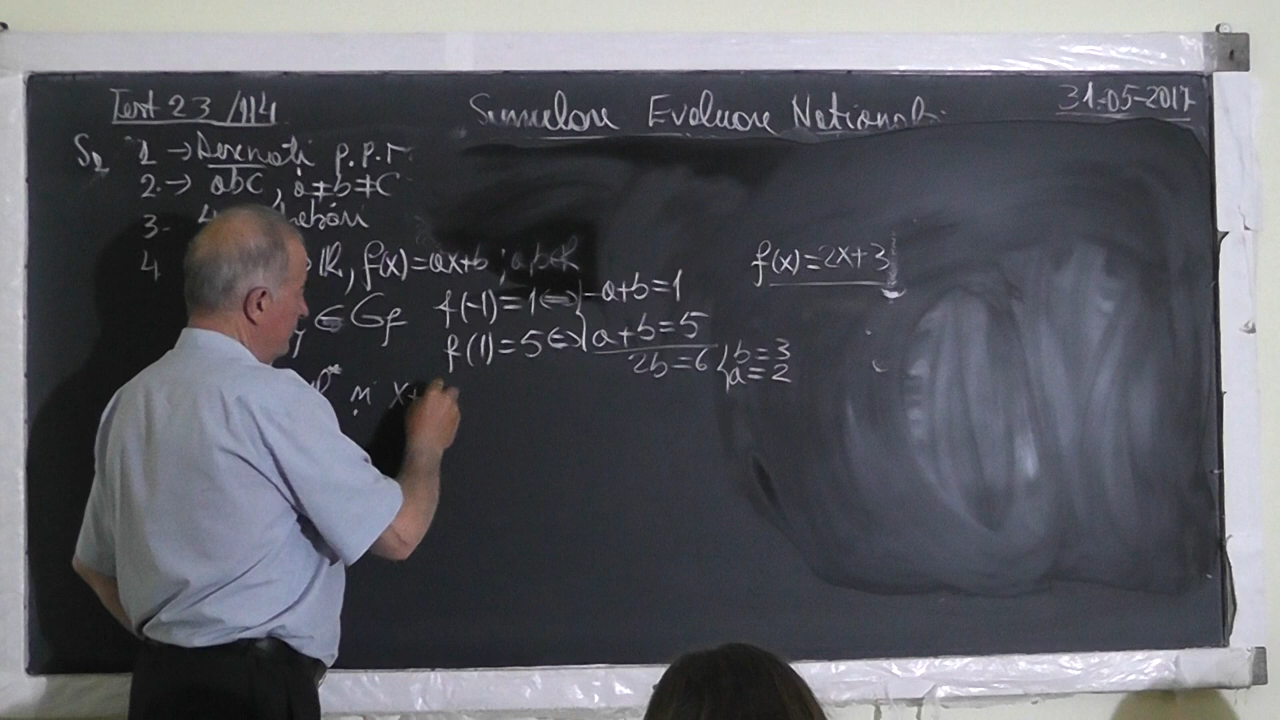 Test 23/114
Simulare Evaluare Națională
31-05-2017
S2 1 → Desenați p.p.r.
2. → abc, a≠b≠c
3.
4 ℝ, f(x)=ax+b ; a,b∈ℝ
f(x)=2x+3
∈ Gf f(-1)=1 ⇔ -a+b=1
f(1)=5 ⇔ a+b=5
2b=6 b=3
a=2
și x+